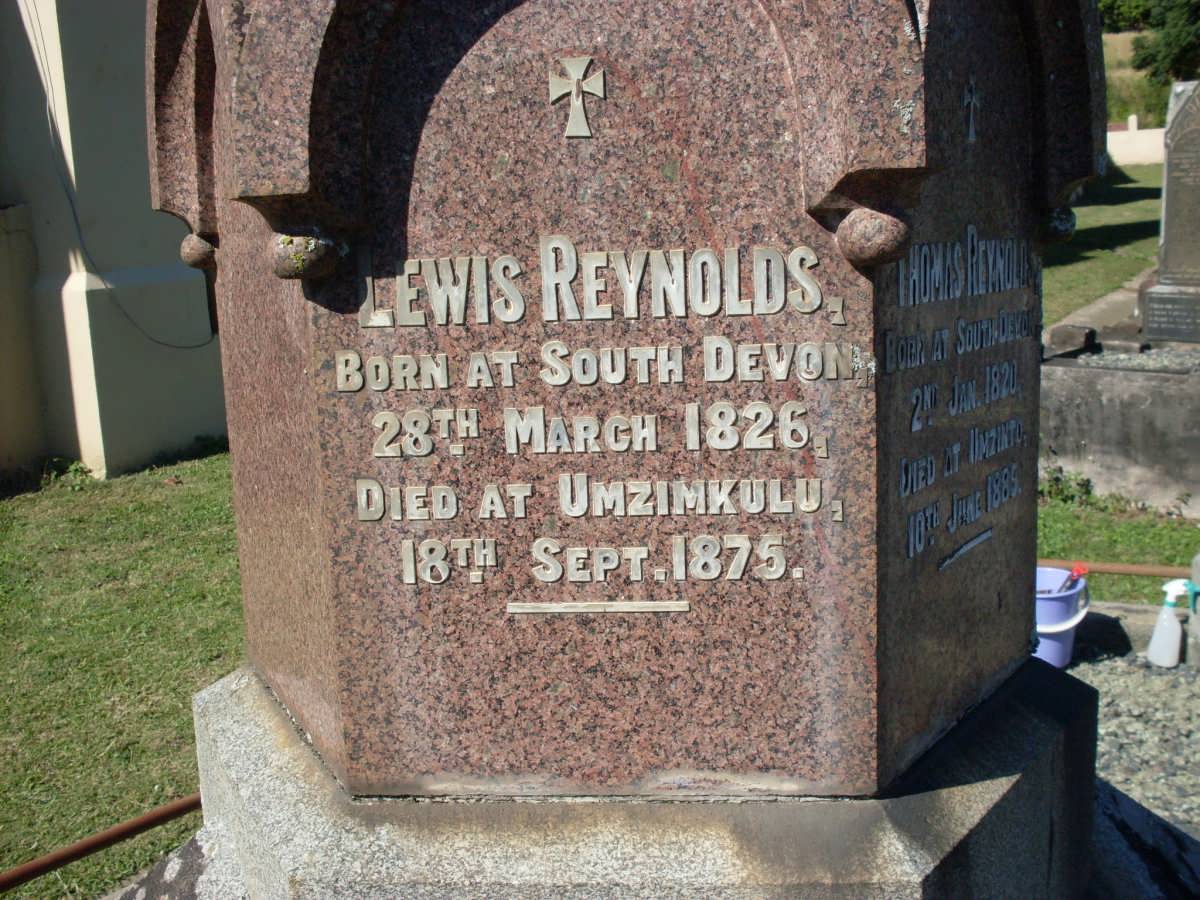 LEWIS REYNOLDS,
BORN AT SOUTH DEVON,
28TH MARCH 1826,
DIED AT UMZIMKULU,
18TH SEPT. 1875.
THOMAS REYNOLDS
BORN AT SOUTH DEVON
2ND JAN. 1820.
DIED AT UMZINTO.
10TH JUNE 1885.